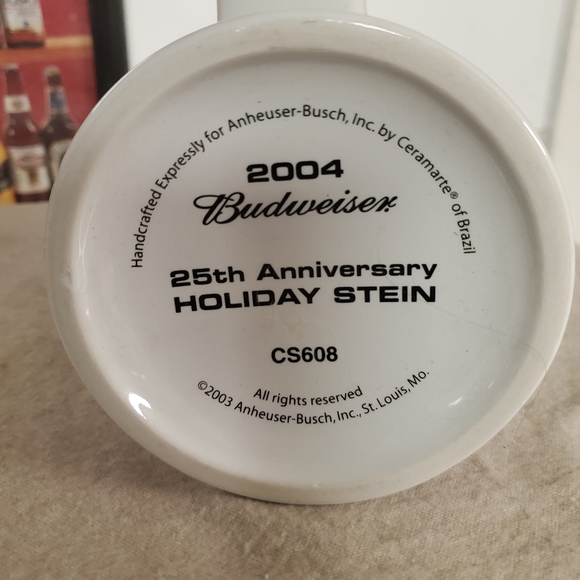 Handcrafted Expressly for Anheuser-Busch, Inc. by Ceramarte® of Brazil
2004
Budweiser
25th Anniversary
HOLIDAY STEIN
CS608
All rights reserved
©2003 Anheuser-Busch, Inc., St. Louis, Mo.